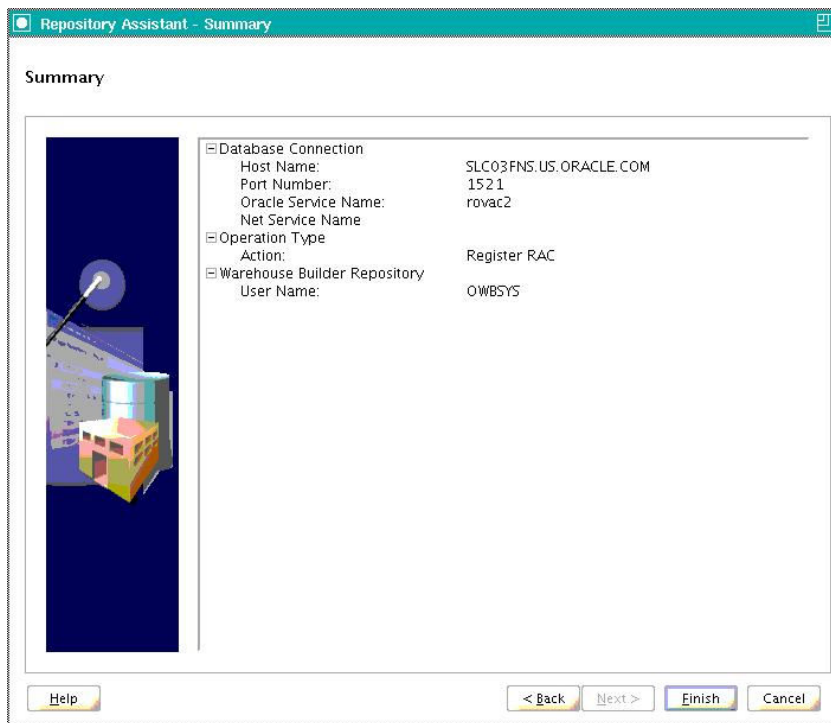 Repository Assistant - Summary
Summary
Database Connection
Host Name: SLC03FNS.US.ORACLE.COM
Port Number: 1521
Oracle Service Name: rovac2
Net Service Name
Operation Type
Action: Register RAC
Warehouse Builder Repository
User Name: OWBSYS
Help < Back Next > Finish Cancel